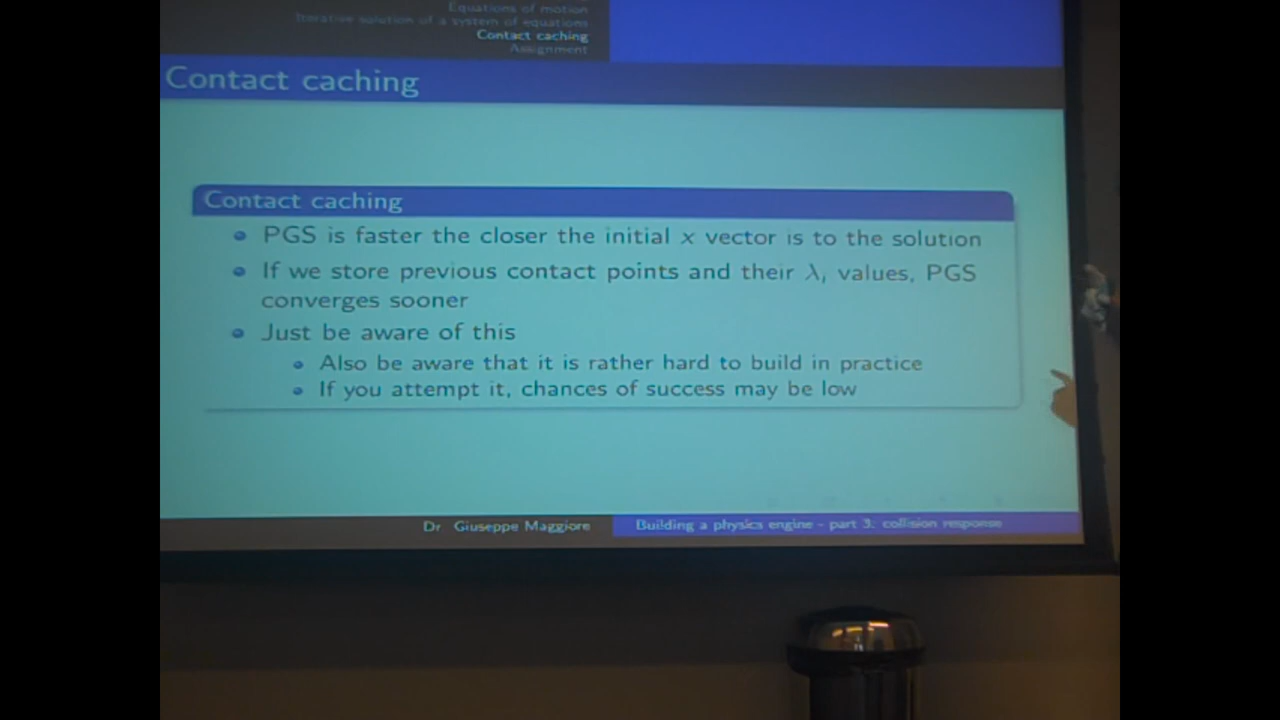 Equations of motion
Iterative solution of a system of equations
Contact caching
Assignment
Contact caching
Contact caching
PGS is faster the closer the initial x vector is to the solution
If we store previous contact points and their λi values, PGS
converges sooner
Just be aware of this
Also be aware that it is rather hard to build in practice
If you attempt it, chances of success may be low
Dr. Giuseppe Maggiore
Building a physics engine - part 3: collision response